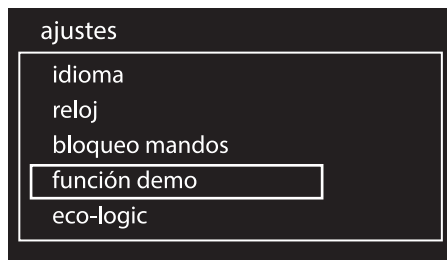 ajustes
idioma
reloj
bloqueo mandos
función demo
eco-logic